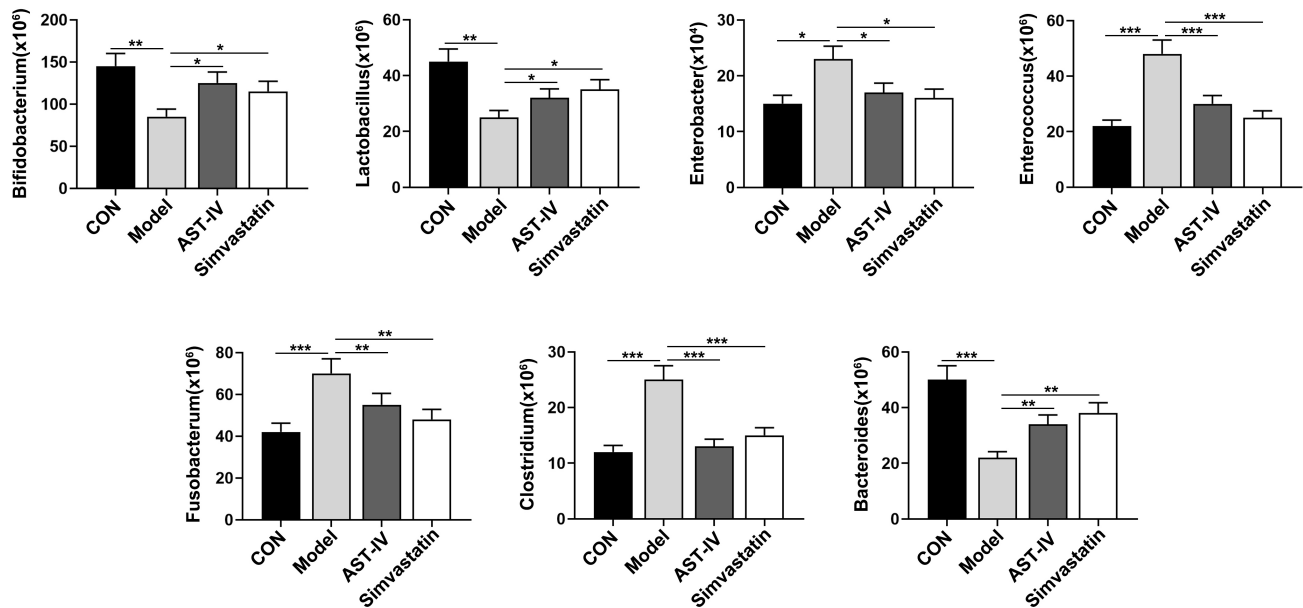 Bifidobacterium(x10⁶)
200
150
100
50
0
**
*
*
CON
Model
AST-IV
Simvastatin
Lactobacillus(x10⁶)
60
40
20
0
**
*
*
CON
Model
AST-IV
Simvastatin
Enterobacter(x10⁴)
30
20
10
0
*
*
*
CON
Model
AST-IV
Simvastatin
Enterococcus(x10⁶)
60
40
20
0
***
***
***
CON
Model
AST-IV
Simvastatin
Fusobacterum(x10⁶)
80
60
40
20
0
**
***
**
CON
Model
AST-IV
Simvastatin
Clostridium(x10⁶)
30
20
10
0
***
***
***
CON
Model
AST-IV
Simvastatin
Bacteroides(x10⁶)
60
40
20
0
***
**
**
CON
Model
AST-IV
Simvastatin